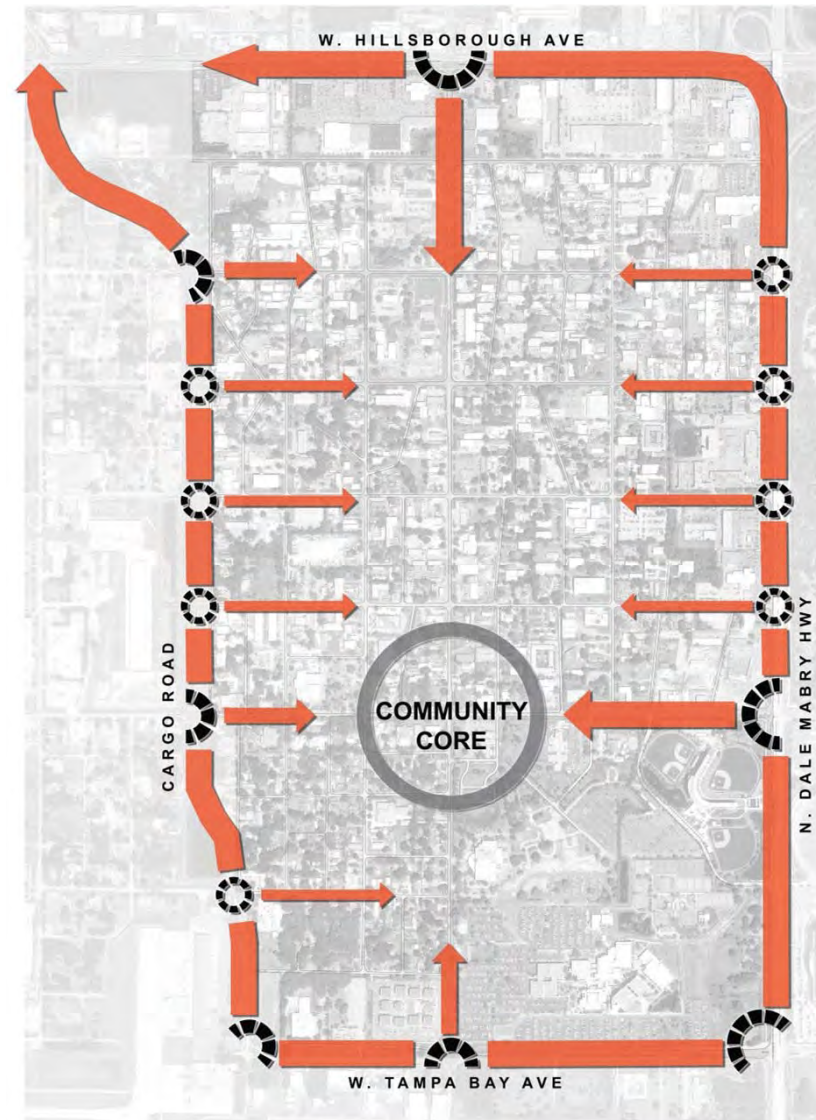 W. HILLSBOROUGH AVE
CARGO ROAD
COMMUNITY
CORE
N. DALE MABRY HWY
W. TAMPA BAY AVE